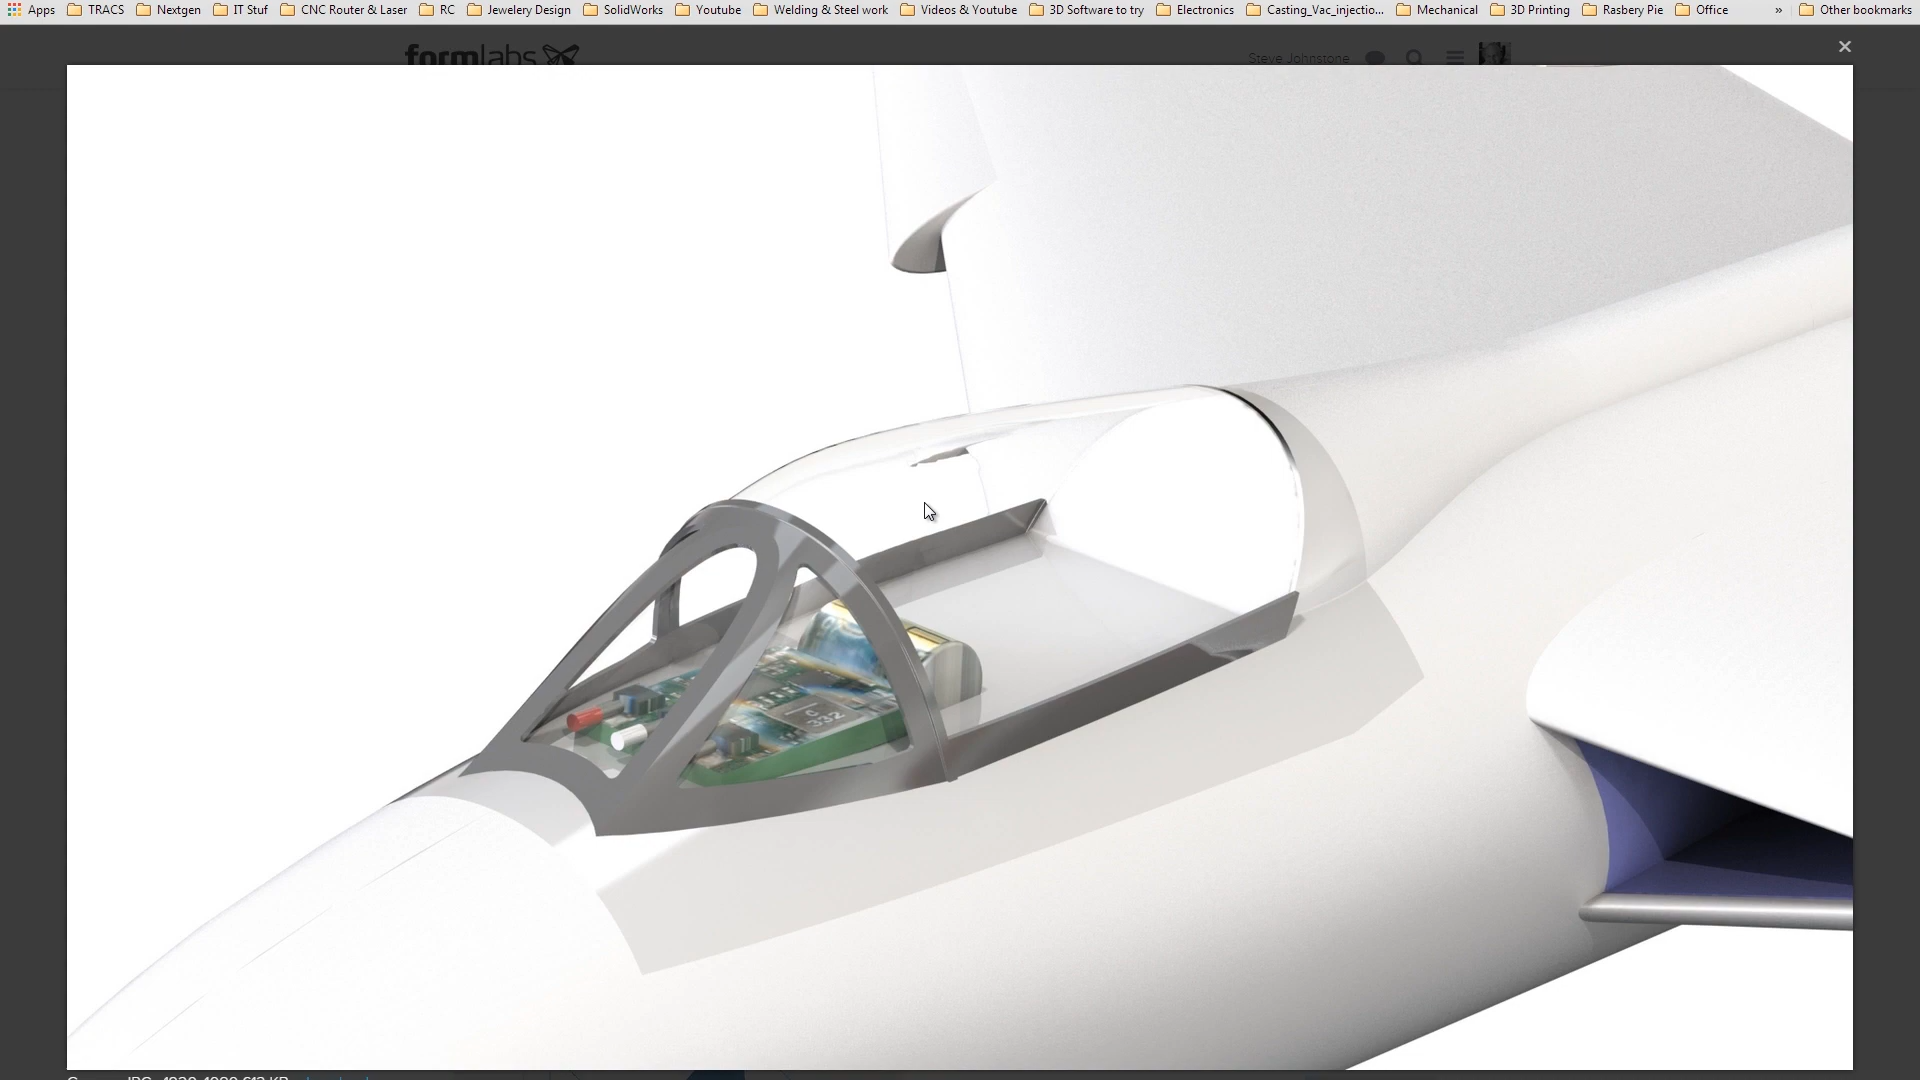 Apps TRACS Nextgen IT Stuf CNC Router & Laser RC Jewelery Design SolidWorks Youtube Welding & Steel work Videos & Youtube 3D Software to try Electronics Casting_Vac_injectio... Mechanical 3D Printing Rasbery Pie Office » Other bookmarks
formlabs Steve Johnstone
C
332